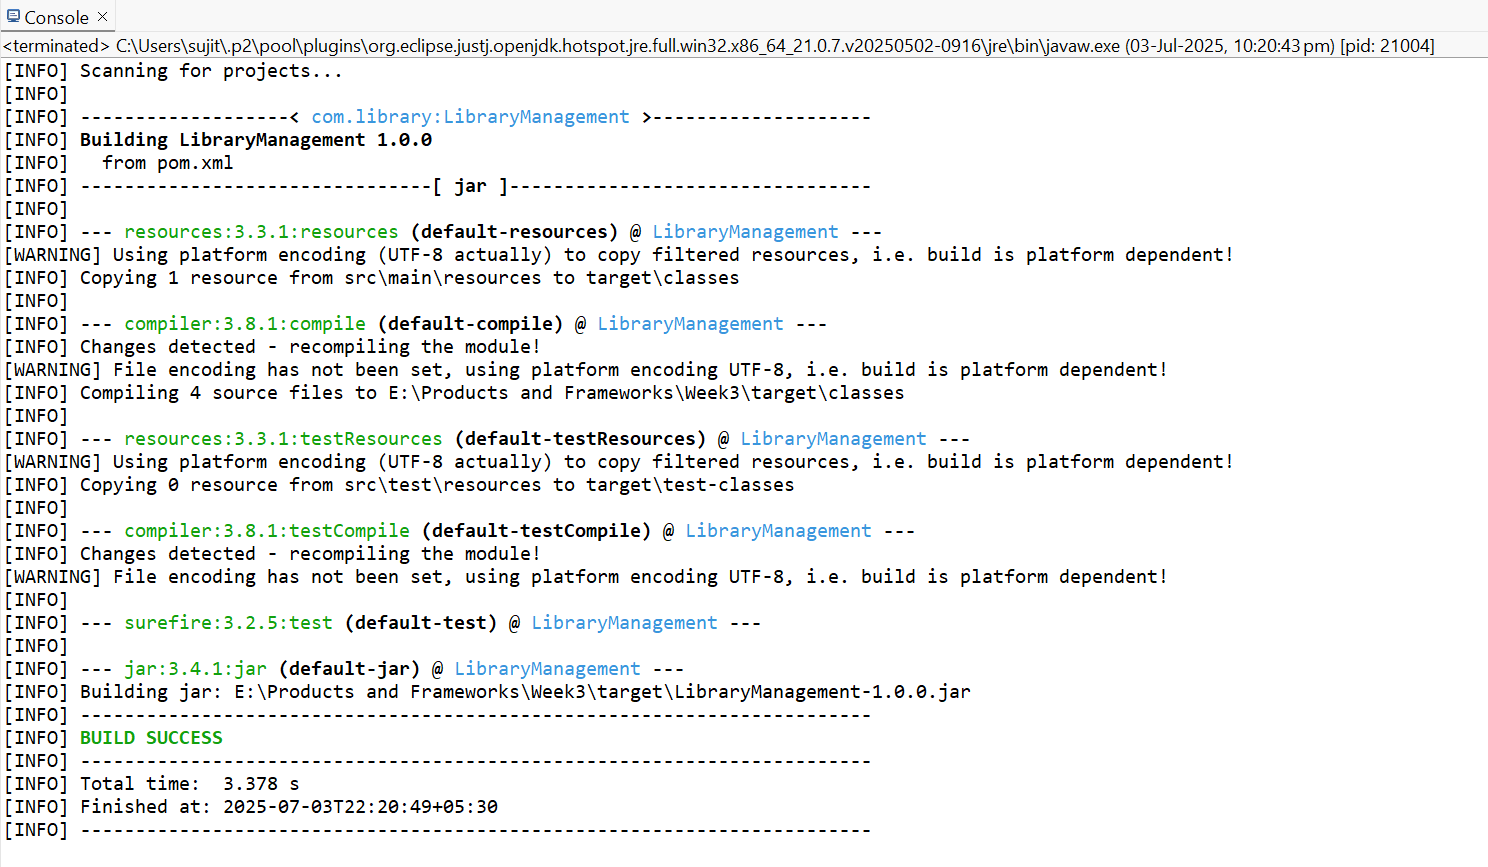 Console ×
<terminated> C:\Users\sujit\.p2\pool\plugins\org.eclipse.justj.openjdk.hotspot.jre.full.win32.x86_64_21.0.7.v20250502-0916\jre\bin\javaw.exe (03-Jul-2025, 10:20:43 pm) [pid: 21004]
[INFO] Scanning for projects...
[INFO]
[INFO] -------------------< com.library:LibraryManagement >--------------------
[INFO] Building LibraryManagement 1.0.0
[INFO]   from pom.xml
[INFO] --------------------------------[ jar ]---------------------------------
[INFO]
[INFO] --- resources:3.3.1:resources (default-resources) @ LibraryManagement ---
[WARNING] Using platform encoding (UTF-8 actually) to copy filtered resources, i.e. build is platform dependent!
[INFO] Copying 1 resource from src\main\resources to target\classes
[INFO]
[INFO] --- compiler:3.8.1:compile (default-compile) @ LibraryManagement ---
[INFO] Changes detected - recompiling the module!
[WARNING] File encoding has not been set, using platform encoding UTF-8, i.e. build is platform dependent!
[INFO] Compiling 4 source files to E:\Products and Frameworks\Week3\target\classes
[INFO]
[INFO] --- resources:3.3.1:testResources (default-testResources) @ LibraryManagement ---
[WARNING] Using platform encoding (UTF-8 actually) to copy filtered resources, i.e. build is platform dependent!
[INFO] Copying 0 resource from src\test\resources to target\test-classes
[INFO]
[INFO] --- compiler:3.8.1:testCompile (default-testCompile) @ LibraryManagement ---
[INFO] Changes detected - recompiling the module!
[WARNING] File encoding has not been set, using platform encoding UTF-8, i.e. build is platform dependent!
[INFO]
[INFO] --- surefire:3.2.5:test (default-test) @ LibraryManagement ---
[INFO]
[INFO] --- jar:3.4.1:jar (default-jar) @ LibraryManagement ---
[INFO] Building jar: E:\Products and Frameworks\Week3\target\LibraryManagement-1.0.0.jar
[INFO] ------------------------------------------------------------------------
[INFO] BUILD SUCCESS
[INFO] ------------------------------------------------------------------------
[INFO] Total time:  3.378 s
[INFO] Finished at: 2025-07-03T22:20:49+05:30
[INFO] ------------------------------------------------------------------------